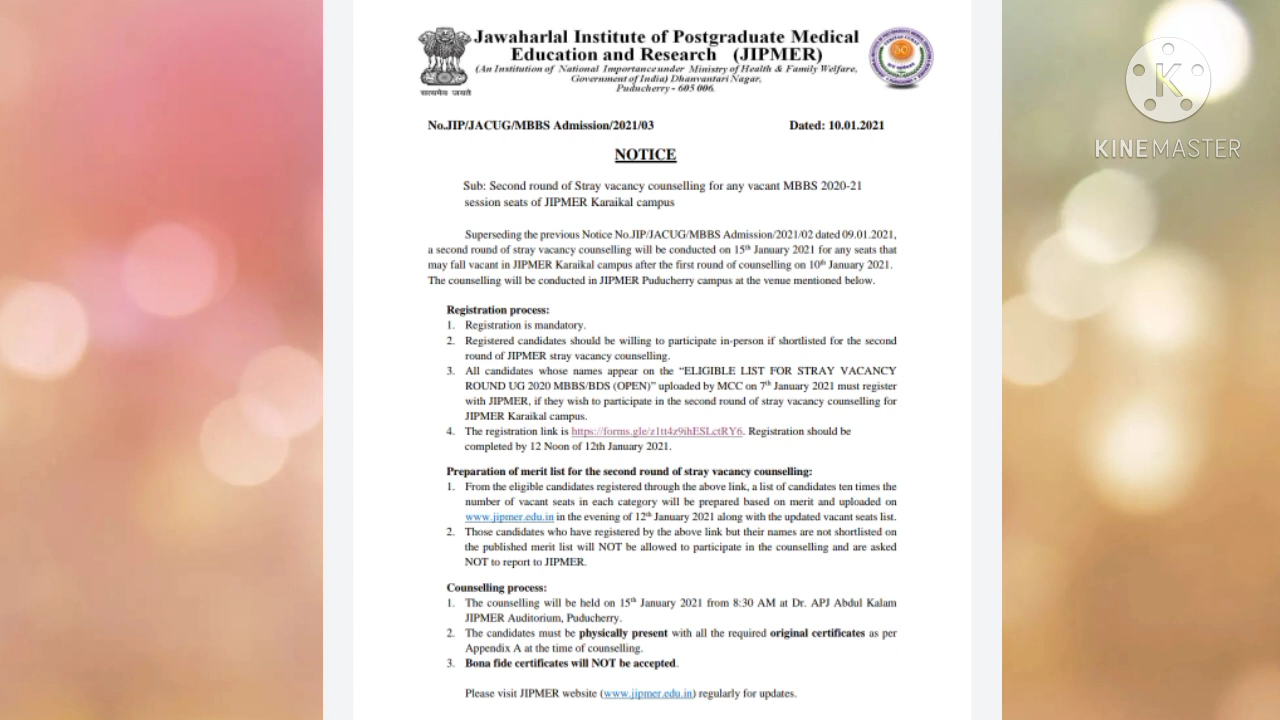 Jawaharlal Institute of Postgraduate Medical
Education and Research (JIPMER)
(An Institution of National Importance under Ministry of Health & Family Welfare,
Government of India) Dhanvantari Nagar,
Puducherry - 605 006.
सत्यमेव जयते
No.JIP/JACUG/MBBS Admission/2021/03 Dated: 10.01.2021
NOTICE
Sub: Second round of Stray vacancy counselling for any vacant MBBS 2020-21
session seats of JIPMER Karaikal campus
Superseding the previous Notice No.JIP/JACUG/MBBS Admission/2021/02 dated 09.01.2021,
a second round of stray vacancy counselling will be conducted on 15th January 2021 for any seats that
may fall vacant in JIPMER Karaikal campus after the first round of counselling on 10th January 2021.
The counselling will be conducted in JIPMER Puducherry campus at the venue mentioned below.
Registration process:
1. Registration is mandatory.
2. Registered candidates should be willing to participate in-person if shortlisted for the second
round of JIPMER stray vacancy counselling.
3. All candidates whose names appear on the “ELIGIBLE LIST FOR STRAY VACANCY
ROUND UG 2020 MBBS/BDS (OPEN)” uploaded by MCC on 7th January 2021 must register
with JIPMER, if they wish to participate in the second round of stray vacancy counselling for
JIPMER Karaikal campus.
4. The registration link is https://forms.gle/z1tt4z9ihESLctRY6. Registration should be
completed by 12 Noon of 12th January 2021.
Preparation of merit list for the second round of stray vacancy counselling:
1. From the eligible candidates registered through the above link, a list of candidates ten times the
number of vacant seats in each category will be prepared based on merit and uploaded on
www.jipmer.edu.in in the evening of 12th January 2021 along with the updated vacant seats list.
2. Those candidates who have registered by the above link but their names are not shortlisted on
the published merit list will NOT be allowed to participate in the counselling and are asked
NOT to report to JIPMER.
Counselling process:
1. The counselling will be held on 15th January 2021 from 8:30 AM at Dr. APJ Abdul Kalam
JIPMER Auditorium, Puducherry.
2. The candidates must be physically present with all the required original certificates as per
Appendix A at the time of counselling.
3. Bona fide certificates will NOT be accepted.
Please visit JIPMER website (www.jipmer.edu.in) regularly for updates.
K
KINEMASTER